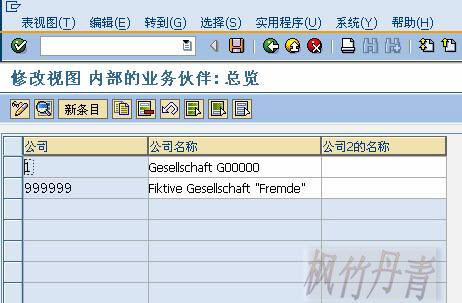 表视图(T) 编辑(E) 转到(G) 选择(S) 实用程序(U) 系统(Y) 帮助(H)
修改视图 内部的业务伙伴: 总览
新条目
公司 公司名称 公司2的名称
1 Gesellschaft G00000
999999 Fiktive Gesellschaft "Fremde"
枫竹丹青